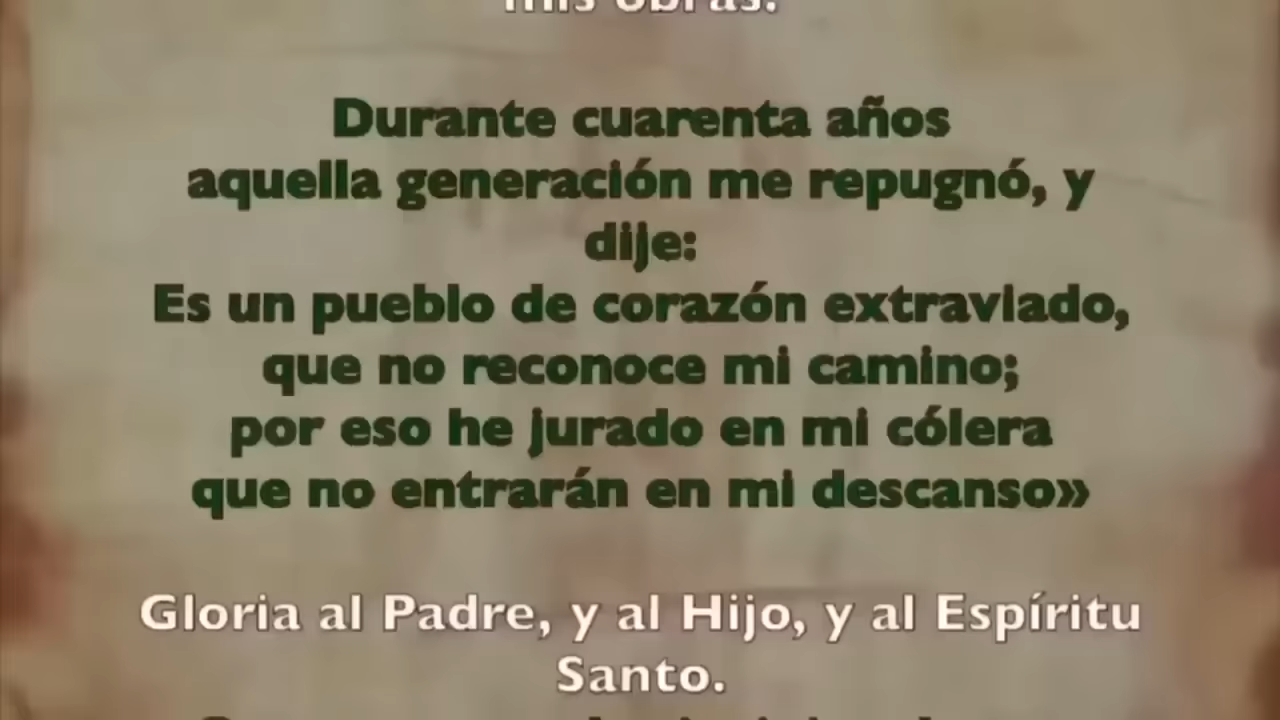 mis obras.
Durante cuarenta años
aquella generación me repugnó, y
dije:
Es un pueblo de corazón extraviado,
que no reconoce mi camino;
por eso he jurado en mi cólera
que no entrarán en mi descanso»
Gloria al Padre, y al Hijo, y al Espíritu
Santo.